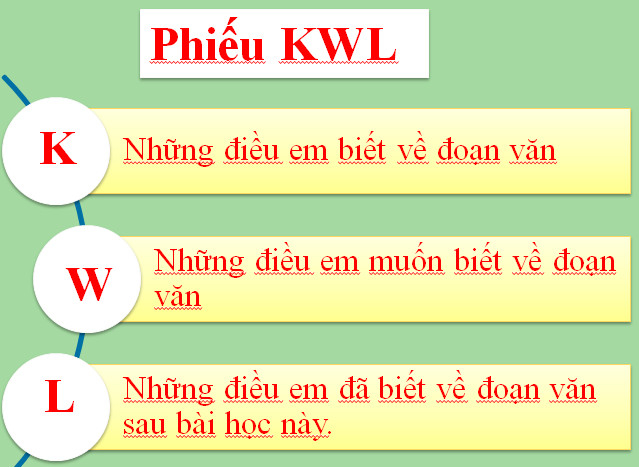 Phiếu KWL
K
Những điều em biết về đoạn văn
W
Những điều em muốn biết về đoạn
văn
L
Những điều em đã biết về đoạn văn
sau bài học này.